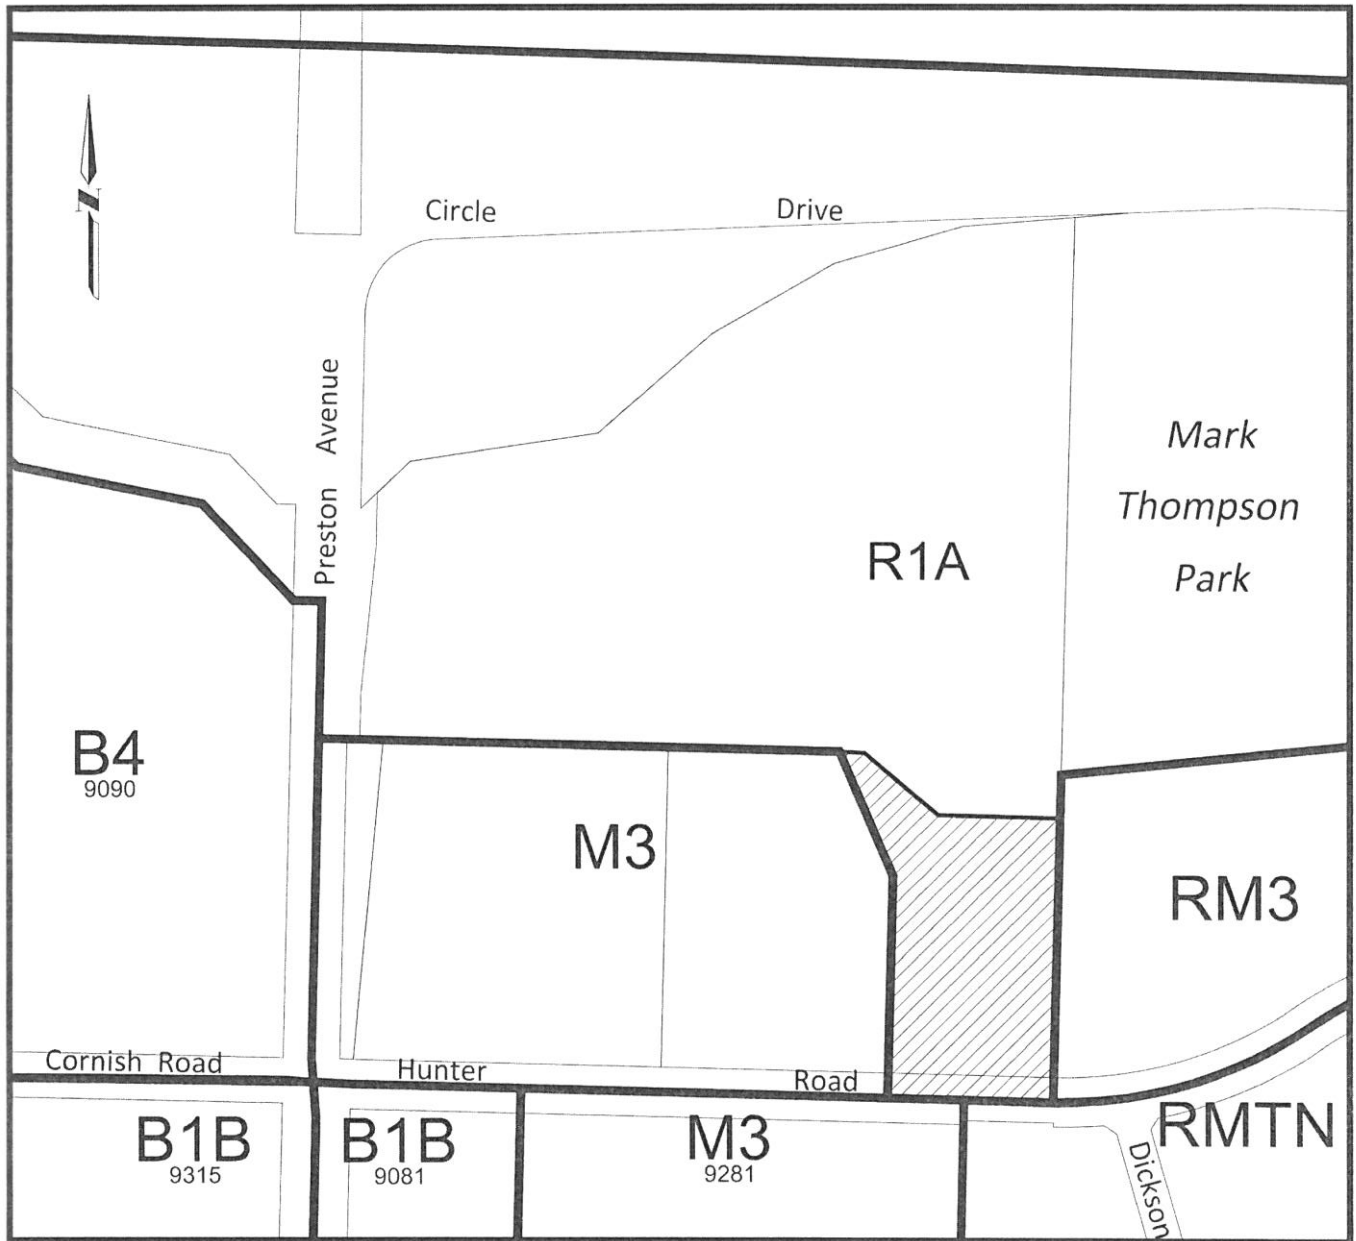 N
Circle Drive
Preston Avenue
Mark
Thompson
Park
R1A
B4
9090
M3
RM3
Cornish Road
Hunter Road
B1B
9315
B1B
9081
M3
9281
RMTN
Dickson